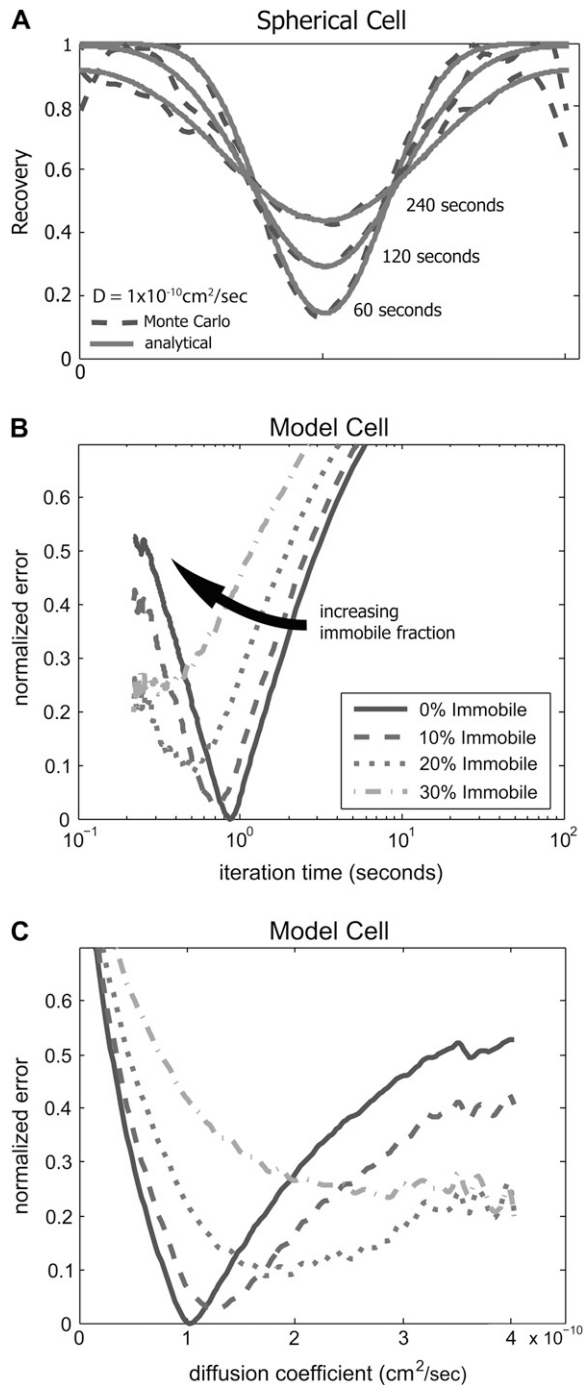 A
Spherical Cell
1
0.8
0.6
0.4
0.2
0
Recovery
240 seconds
120 seconds
60 seconds
D = 1x10⁻¹⁰cm²/sec
Monte Carlo
analytical
0
B
Model Cell
0.6
0.5
0.4
0.3
0.2
0.1
0
normalized error
increasing
immobile fraction
0% Immobile
10% Immobile
20% Immobile
30% Immobile
10⁻¹ 10⁰ 10¹ 10²
iteration time (seconds)
C
Model Cell
0.6
0.5
0.4
0.3
0.2
0.1
0
normalized error
0 1 2 3 4 x 10⁻¹⁰
diffusion coefficient (cm²/sec)